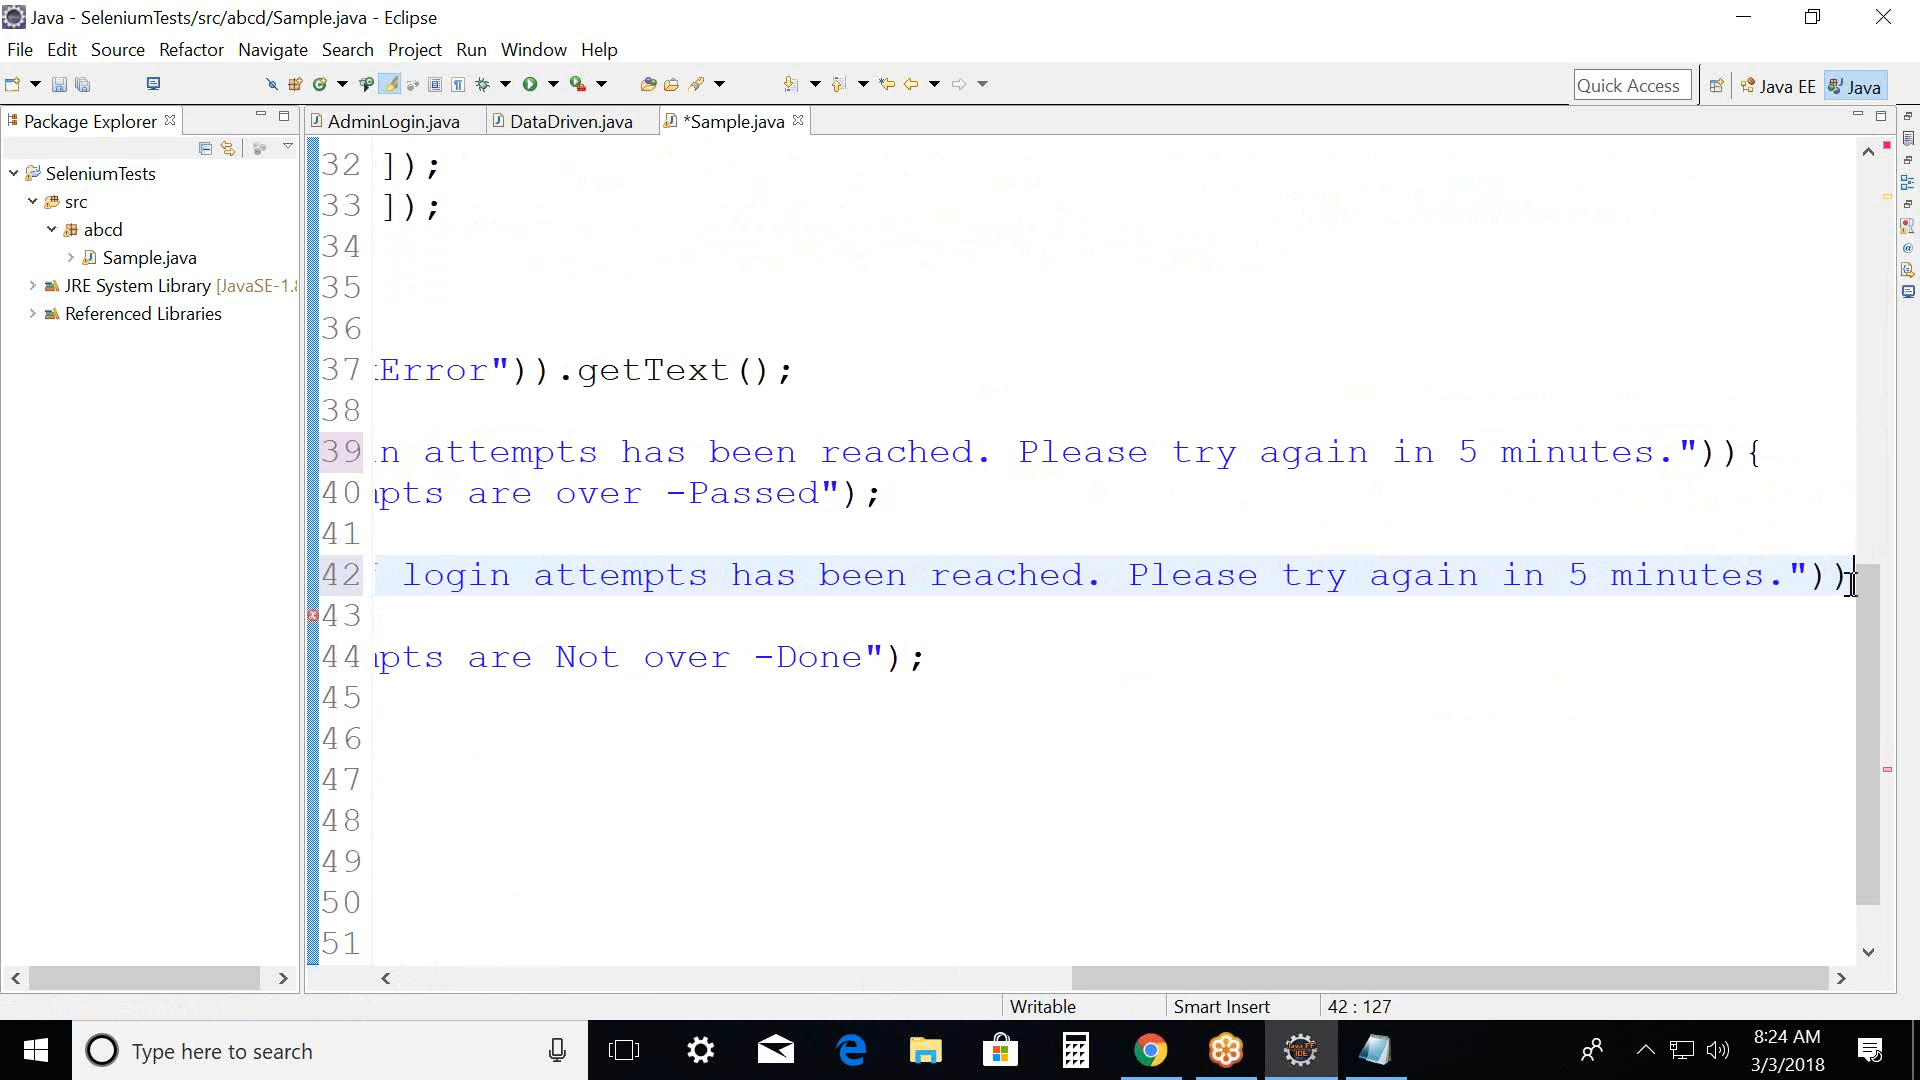 Java - SeleniumTests/src/abcd/Sample.java - Eclipse
File Edit Source Refactor Navigate Search Project Run Window Help
Quick Access Java EE Java
Package Explorer AdminLogin.java DataDriven.java *Sample.java
SeleniumTests
src
abcd
Sample.java
JRE System Library [JavaSE-1.8
Referenced Libraries
32 ]);
33 ]);
34
35
36
37 Error")).getText();
38
39 n attempts has been reached. Please try again in 5 minutes.")){
40 pts are over -Passed");
41
42 login attempts has been reached. Please try again in 5 minutes."))
43
44 pts are Not over -Done");
45
46
47
48
49
50
51
Writable Smart Insert 42 : 127
Type here to search
8:24 AM
3/3/2018